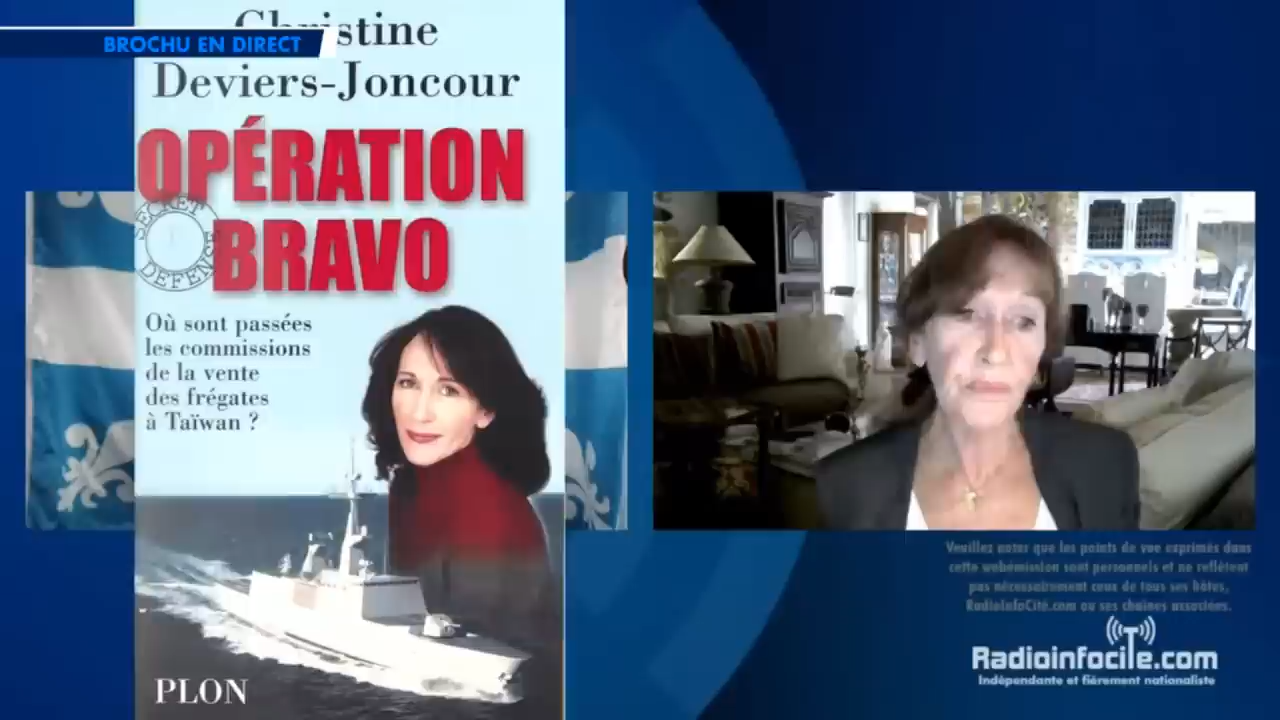 BROCHU EN DIRECT
Christine
Deviers-Joncour
OPÉRATION
BRAVO
SECRET
DEFENSE
Où sont passées
les commissions
de la vente
des frégates
à Taïwan ?
PLON
Veuillez noter que les points de vue exprimés dans
cette webémission sont personnels et ne reflètent
pas nécessairement ceux de tous ses hôtes,
RadioInfoCité.com ou ses chaines associées.
Radioinfocite.com
Indépendante et fièrement nationaliste